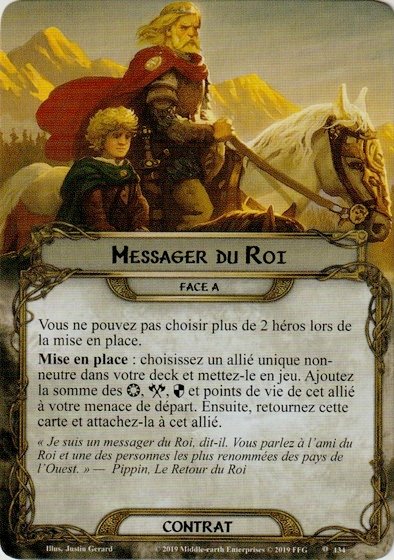 MESSAGER DU ROI
FACE A
Vous ne pouvez pas choisir plus de 2 héros lors de
la mise en place.
Mise en place : choisissez un allié unique non-
neutre dans votre deck et mettez-le en jeu. Ajoutez
la somme des , , et points de vie de cet allié
à votre menace de départ. Ensuite, retournez cette
carte et attachez-la à cet allié.
« Je suis un messager du Roi, dit-il. Vous parlez à l'ami du
Roi et une des personnes les plus renommées des pays de
l'Ouest. » — Pippin, Le Retour du Roi
Illus. Justin Gerard © 2019 Middle-earth Enterprises © 2019 FFG 134
CONTRAT